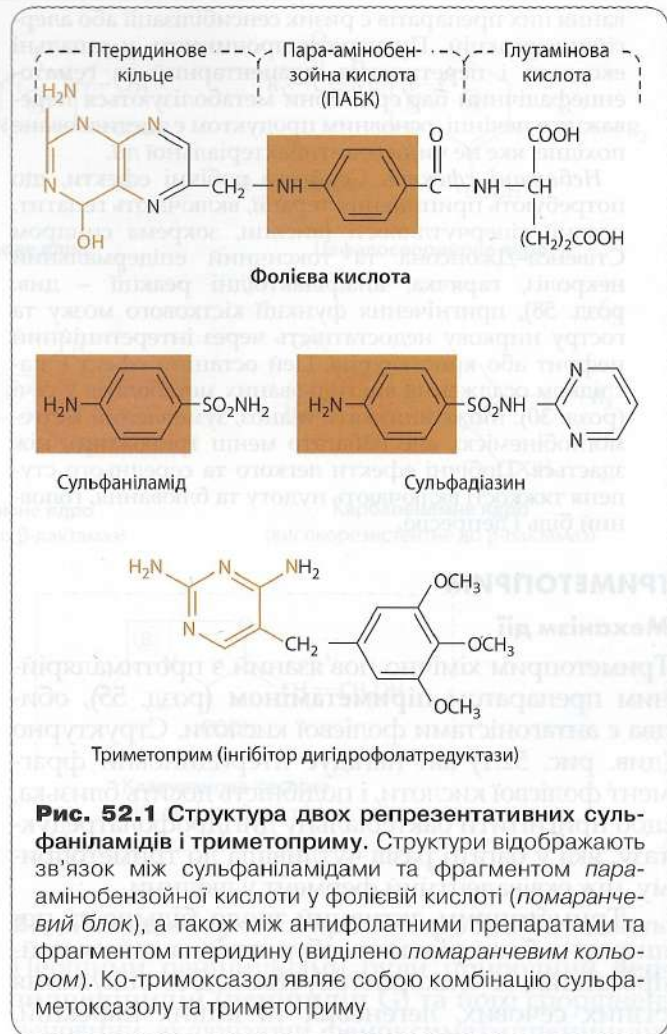 Птеридинове Пара-амінобен- Глутамінова
кільце зойна кислота кислота
(ПАБК)
H₂N
N N
N N
OH
CH₂ NH
O
C NH
COOH
CH
(CH₂)₂COOH
Фолієва кислота
H₂N SO₂NH₂
Сульфаніламід
H₂N SO₂NH
N
N
Сульфадіазин
H₂N N NH₂
N
CH₂
OCH₃
OCH₃
OCH₃
Триметоприм (інгібітор дигідрофолатредуктази)
Рис. 52.1 Структура двох репрезентативних суль-
фаніламідів і триметоприму. Структури відображають
зв'язок між сульфаніламідами та фрагментом пара-
амінобензойної кислоти у фолієвій кислоті (помаранче-
вий блок), а також між антифолатними препаратами та
фрагментом птеридину (виділено помаранчевим кольо-
ром). Ко-тримоксазол являє собою комбінацію сульфа-
метоксазолу та триметоприму